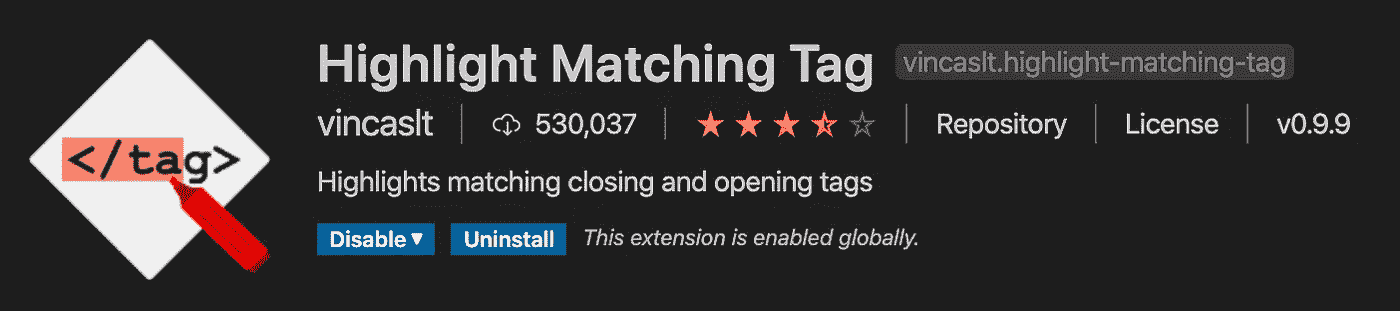 Highlight Matching Tag vincaslt.highlight-matching-tag
vincaslt 530,037 Repository License v0.9.9
</tag>
Highlights matching closing and opening tags
Disable▼ Uninstall This extension is enabled globally.